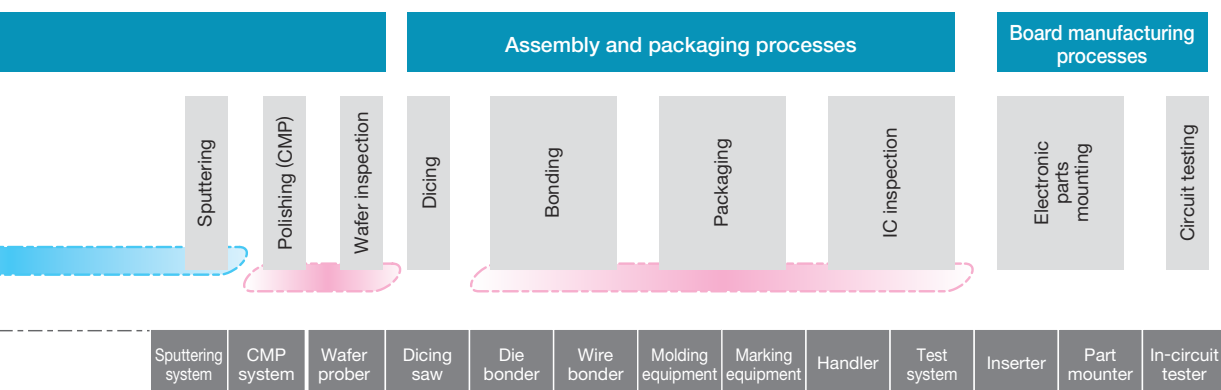 Assembly and packaging processes
Board manufacturing
processes
Sputtering
Polishing (CMP)
Wafer inspection
Dicing
Bonding
Packaging
IC inspection
Electronic
parts
mounting
Circuit testing
Sputtering
system
CMP
system
Wafer
prober
Dicing
saw
Die
bonder
Wire
bonder
Molding
equipment
Marking
equipment
Handler
Test
system
Inserter
Part
mounter
In-circuit
tester